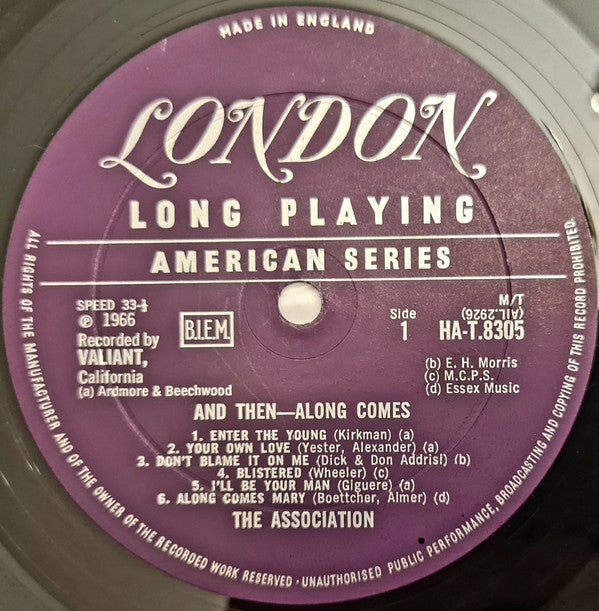 MADE IN ENGLAND
LONDON
LONG PLAYING
AMERICAN SERIES
SPEED 33-⅓
℗ 1966
Recorded by
VALIANT,
California
(a) Ardmore & Beechwood
B.I.E.M.
Side
1
T/M
(AIL.2926)
HA-T.8305
(b) E. H. Morris
(c) M.C.P.S.
(d) Essex Music
AND THEN—ALONG COMES
1. ENTER THE YOUNG (Kirkman) (a)
2. YOUR OWN LOVE (Yester, Alexander) (a)
3. DON'T BLAME IT ON ME (Dick & Don Addrisi) (b)
4. BLISTERED (Wheeler) (c)
5. I'LL BE YOUR MAN (Giguere) (a)
6. ALONG COMES MARY (Boettcher, Almer) (d)
THE ASSOCIATION
ALL RIGHTS OF THE MANUFACTURER AND OF THE OWNER OF THE RECORDED WORK RESERVED · UNAUTHORISED PUBLIC PERFORMANCE, BROADCASTING AND COPYING OF THIS RECORD PROHIBITED.